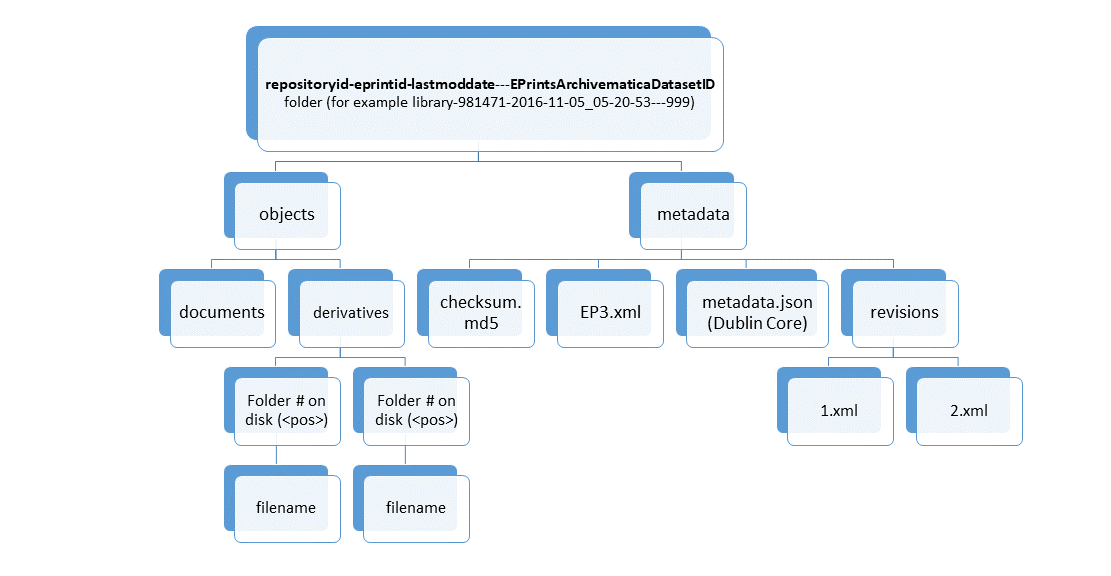 repositoryid-eprintid-lastmoddate---EPrintsArchivematicaDatasetID
folder (for example library-981471-2016-11-05_05-20-53---999)
objects
metadata
documents
derivatives
checksum.
md5
EP3.xml
metadata.json
(Dublin Core)
revisions
Folder # on
disk (<pos>)
Folder # on
disk (<pos>)
1.xml
2.xml
filename
filename